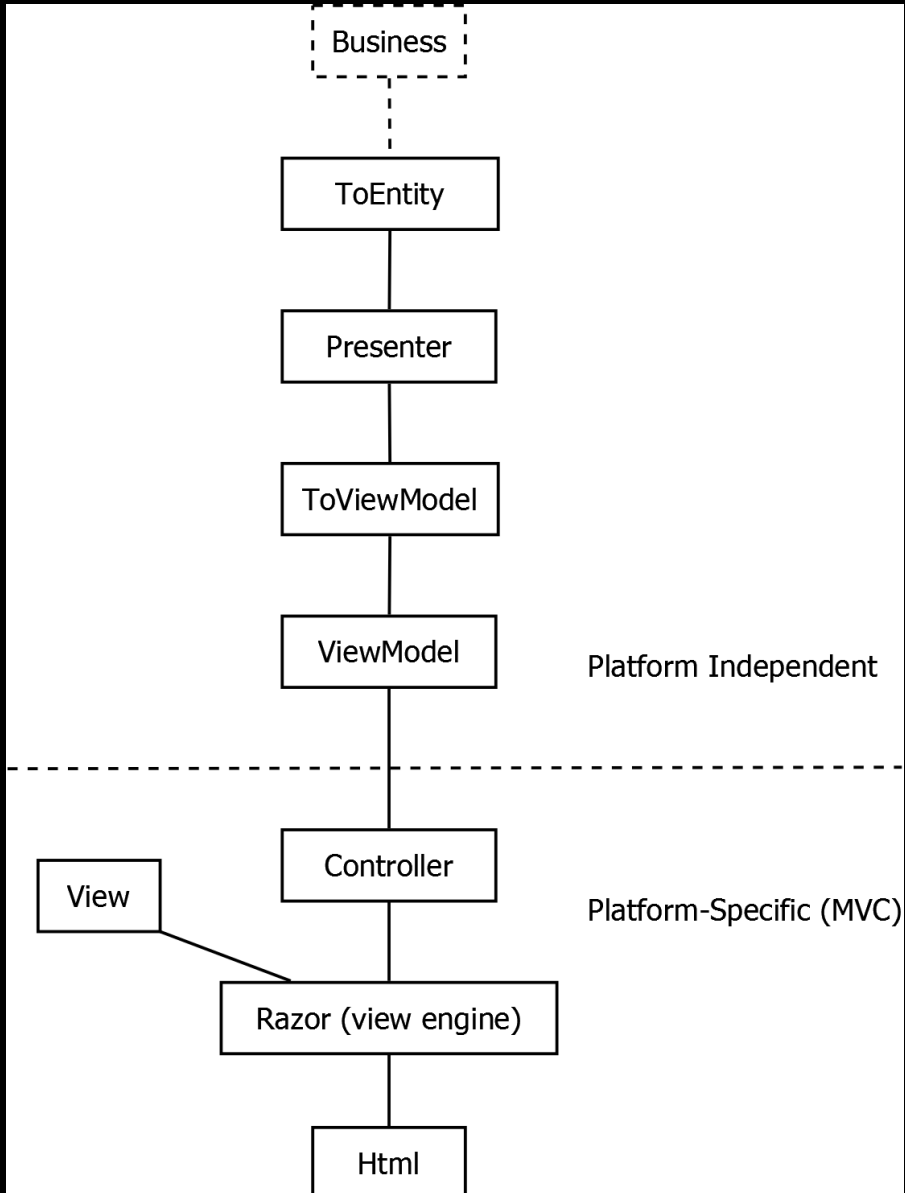 Business
ToEntity
Presenter
ToViewModel
ViewModel
Platform Independent
Controller
View
Platform-Specific (MVC)
Razor (view engine)
Html